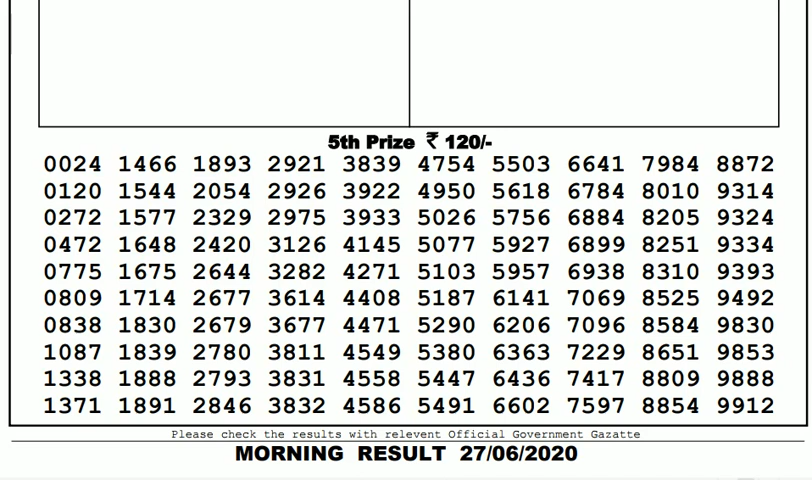 5th Prize ₹ 120/-
0024 1466 1893 2921 3839 4754 5503 6641 7984 8872
0120 1544 2054 2926 3922 4950 5618 6784 8010 9314
0272 1577 2329 2975 3933 5026 5756 6884 8205 9324
0472 1648 2420 3126 4145 5077 5927 6899 8251 9334
0775 1675 2644 3282 4271 5103 5957 6938 8310 9393
0809 1714 2677 3614 4408 5187 6141 7069 8525 9492
0838 1830 2679 3677 4471 5290 6206 7096 8584 9830
1087 1839 2780 3811 4549 5380 6363 7229 8651 9853
1338 1888 2793 3831 4558 5447 6436 7417 8809 9888
1371 1891 2846 3832 4586 5491 6602 7597 8854 9912
Please check the results with relevent Official Government Gazatte
MORNING RESULT 27/06/2020